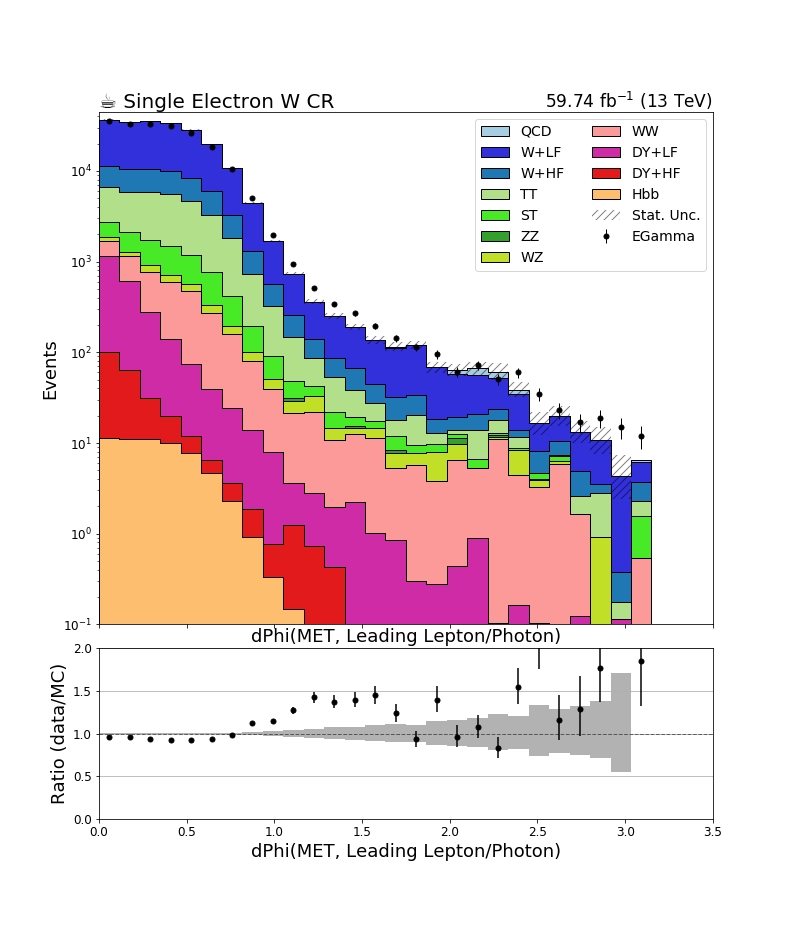 ☕ Single Electron W CR
59.74 fb⁻¹ (13 TeV)
QCD
W+LF
W+HF
TT
ST
ZZ
WZ
WW
DY+LF
DY+HF
Hbb
Stat. Unc.
EGamma
Events
10⁴
10³
10²
10¹
10⁰
10⁻¹
dPhi(MET, Leading Lepton/Photon)
Ratio (data/MC)
2.0
1.5
1.0
0.5
0.0
0.0 0.5 1.0 1.5 2.0 2.5 3.0 3.5
dPhi(MET, Leading Lepton/Photon)